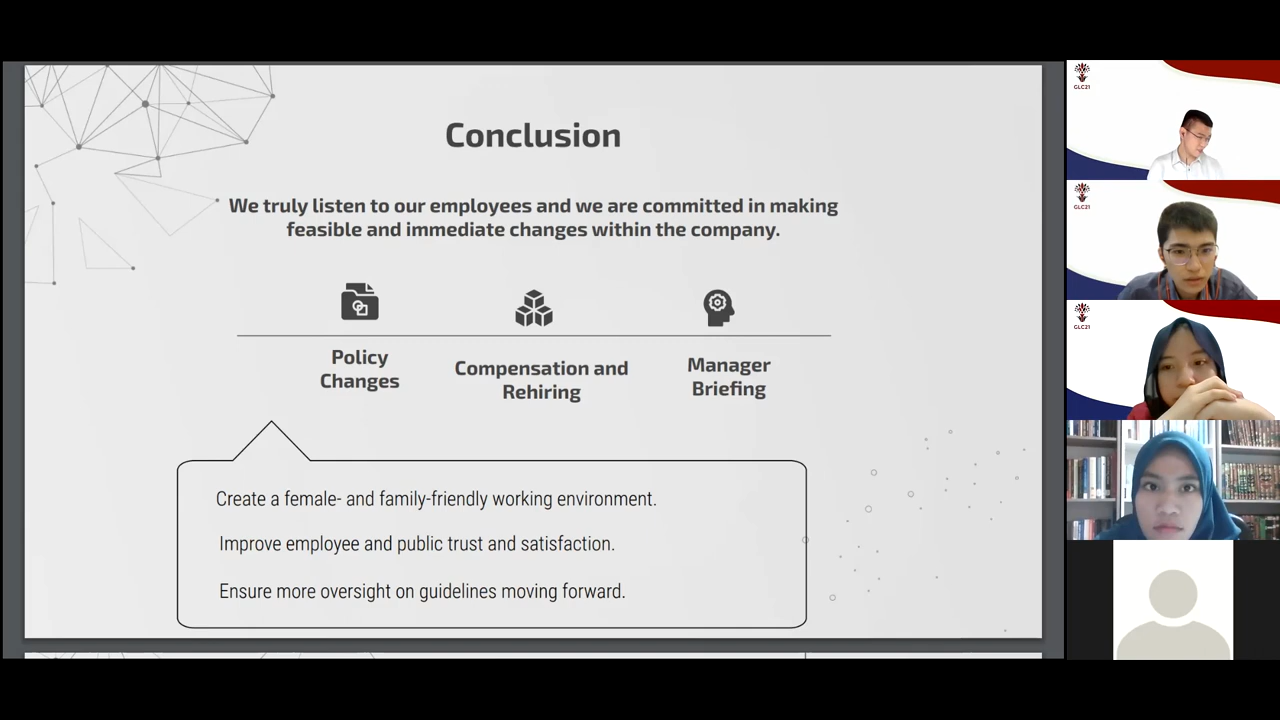 Conclusion
We truly listen to our employees and we are committed in making
feasible and immediate changes within the company.
Policy
Changes
Compensation and
Rehiring
Manager
Briefing
Create a female- and family-friendly working environment.
Improve employee and public trust and satisfaction.
Ensure more oversight on guidelines moving forward.
GLC21
GLC21
GLC21